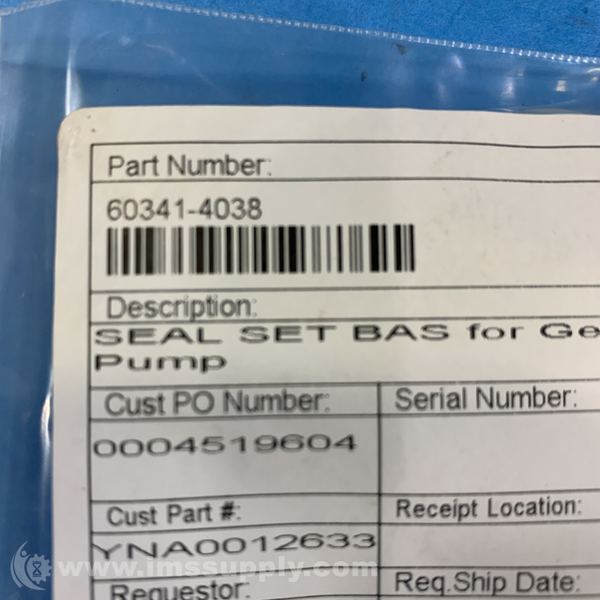 Part Number:
60341-4038
Description:
SEAL SET BAS for Ge
Pump
Cust PO Number:
Serial Number:
0004519604
Cust Part #:
Receipt Location:
YNA0012633
Requestor:
Req.Ship Date:
www.imssupply.com